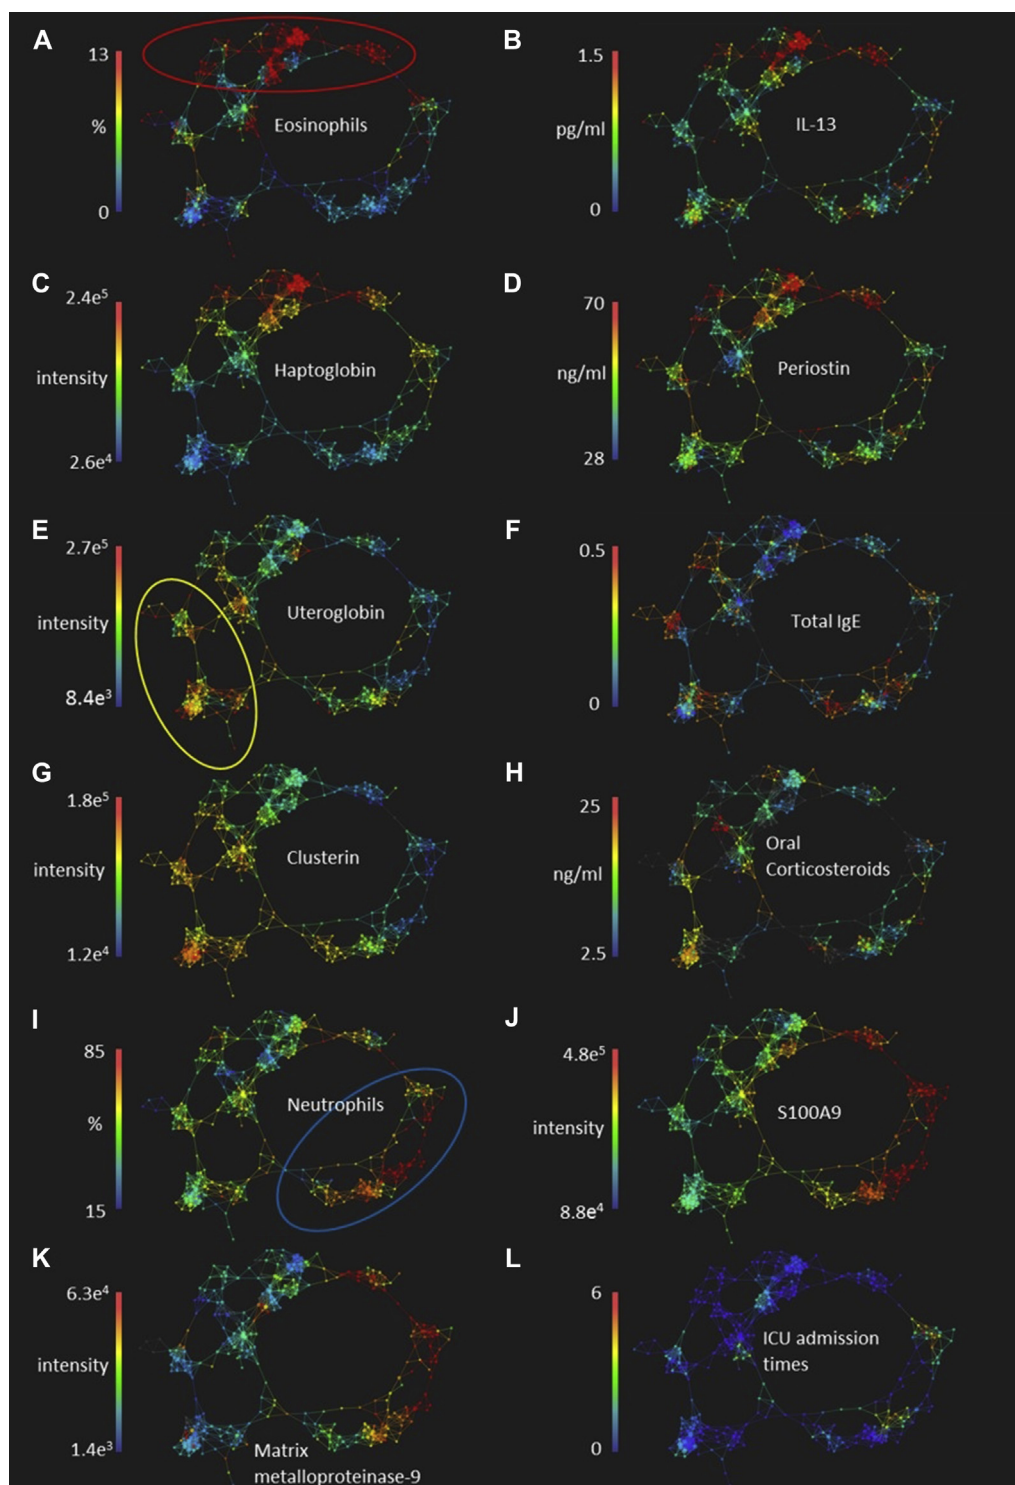 A
13
%
0
Eosinophils
B
1.5
pg/ml
0
IL-13
C
2.4e⁵
intensity
2.6e⁴
Haptoglobin
D
70
ng/ml
28
Periostin
E
2.7e⁵
intensity
8.4e³
Uteroglobin
F
0.5
0
Total IgE
G
1.8e⁵
intensity
1.2e⁴
Clusterin
H
25
ng/ml
2.5
Oral
Corticosteroids
I
85
%
15
Neutrophils
J
4.8e⁵
intensity
8.8e⁴
S100A9
K
6.3e⁴
intensity
1.4e³
Matrix
metalloproteinase-9
L
6
0
ICU admission
times